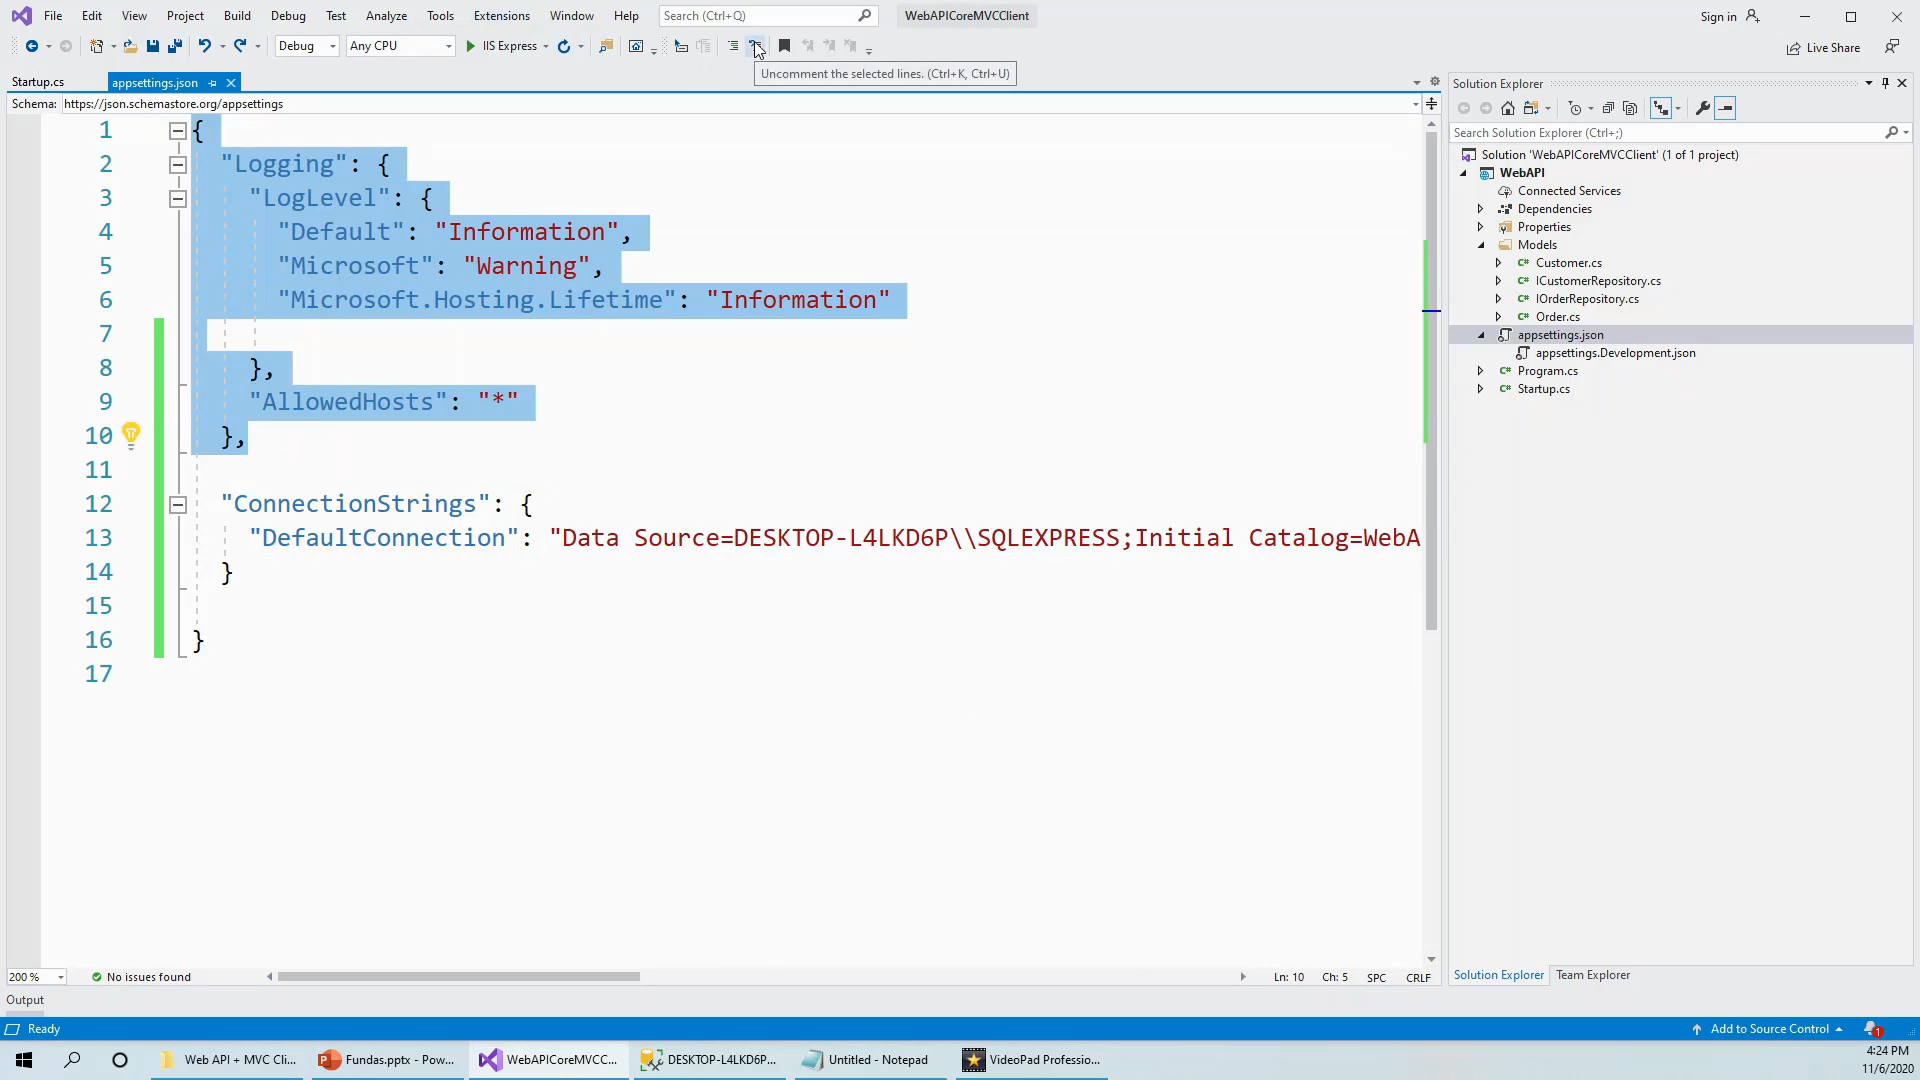 File Edit View Project Build Debug Test Analyze Tools Extensions Window Help Search (Ctrl+Q) WebAPICoreMVCClient Sign in
Debug Any CPU IIS Express Live Share
Uncomment the selected lines. (Ctrl+K, Ctrl+U)
Startup.cs appsettings.json
Schema: https://json.schemastore.org/appsettings
1 {
2 "Logging": {
3 "LogLevel": {
4 "Default": "Information",
5 "Microsoft": "Warning",
6 "Microsoft.Hosting.Lifetime": "Information"
7
8 },
9 "AllowedHosts": "*"
10 },
11
12 "ConnectionStrings": {
13 "DefaultConnection": "Data Source=DESKTOP-L4LKD6P\\SQLEXPRESS;Initial Catalog=WebA
14 }
15
16 }
17
200 % No issues found Ln: 10 Ch: 5 SPC CRLF
Output
Solution Explorer
Search Solution Explorer (Ctrl+;)
Solution 'WebAPICoreMVCClient' (1 of 1 project)
WebAPI
Connected Services
Dependencies
Properties
Models
C# Customer.cs
C# ICustomerRepository.cs
C# IOrderRepository.cs
C# Order.cs
appsettings.json
appsettings.Development.json
C# Program.cs
C# Startup.cs
Solution Explorer Team Explorer
Ready Add to Source Control 1
Web API + MVC Cli... Fundas.pptx - Pow... WebAPICoreMVCC... DESKTOP-L4LKD6P... Untitled - Notepad VideoPad Professio...
4:24 PM
11/6/2020